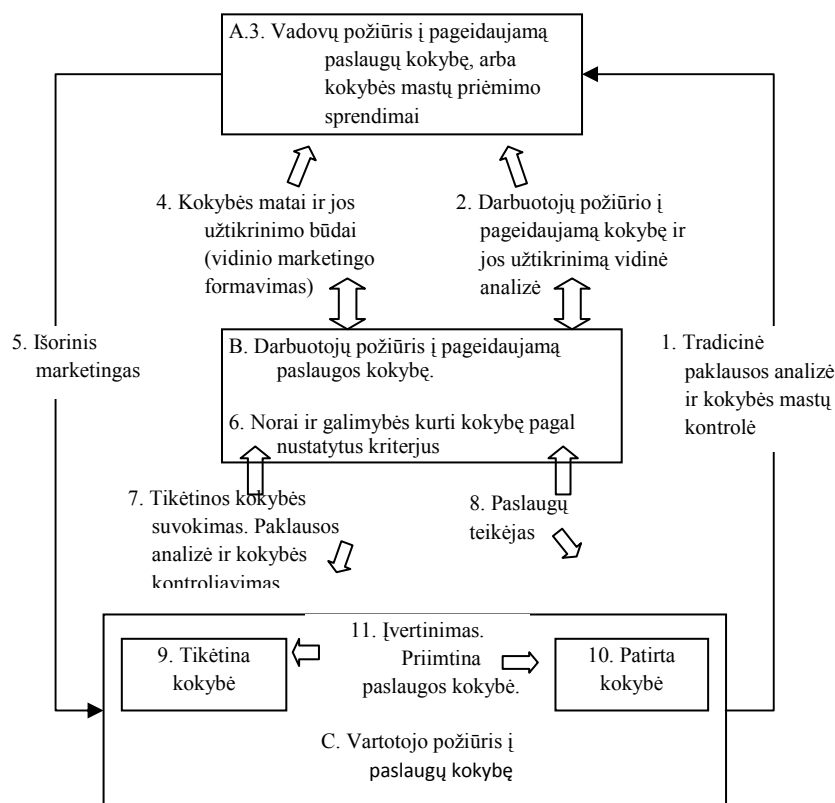 A.3. Vadovų požiūris į pageidaujamą
paslaugų kokybę, arba
kokybės mastų priėmimo
sprendimai
4. Kokybės matai ir jos
užtikrinimo būdai
(vidinio marketingo
formavimas)
2. Darbuotojų požiūrio į
pageidaujamą kokybę ir
jos užtikrinimą vidinė
analizė
5. Išorinis
marketingas
B. Darbuotojų požiūris į pageidaujamą
paslaugos kokybę.
6. Norai ir galimybės kurti kokybę pagal
nustatytus kriterjus
1. Tradicinė
paklausos analizė
ir kokybės mastų
kontrolė
7. Tikėtinos kokybės
suvokimas. Paklausos
analizė ir kokybės
kontroliavimas
8. Paslaugų
teikėjas
9. Tikėtina
kokybė
11. Įvertinimas.
Priimtina
paslaugos kokybė.
10. Patirta
kokybė
C. Vartotojo požiūris į
paslaugų kokybę